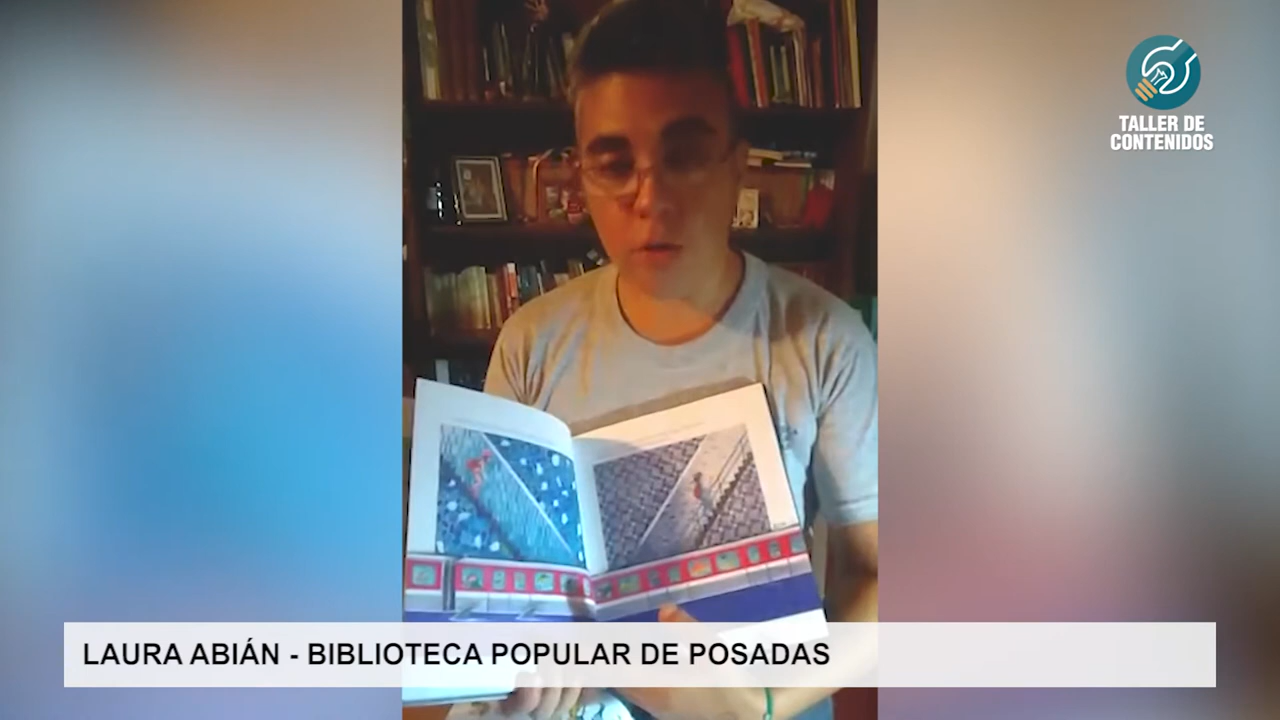 TALLER DE
CONTENIDOS
LAURA ABIÁN - BIBLIOTECA POPULAR DE POSADAS